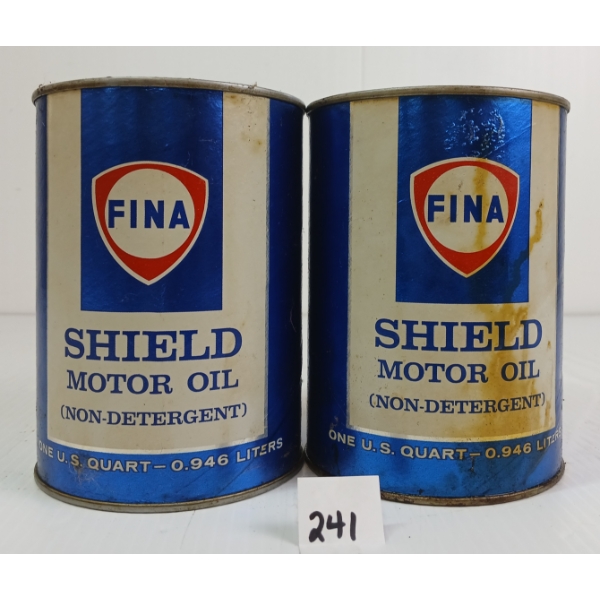 FINA
SHIELD
MOTOR OIL
(NON-DETERGENT)
ONE U.S. QUART – 0.946 LITERS
FINA
SHIELD
MOTOR OIL
(NON-DETERGENT)
ONE U.S. QUART – 0.946 LITERS
241